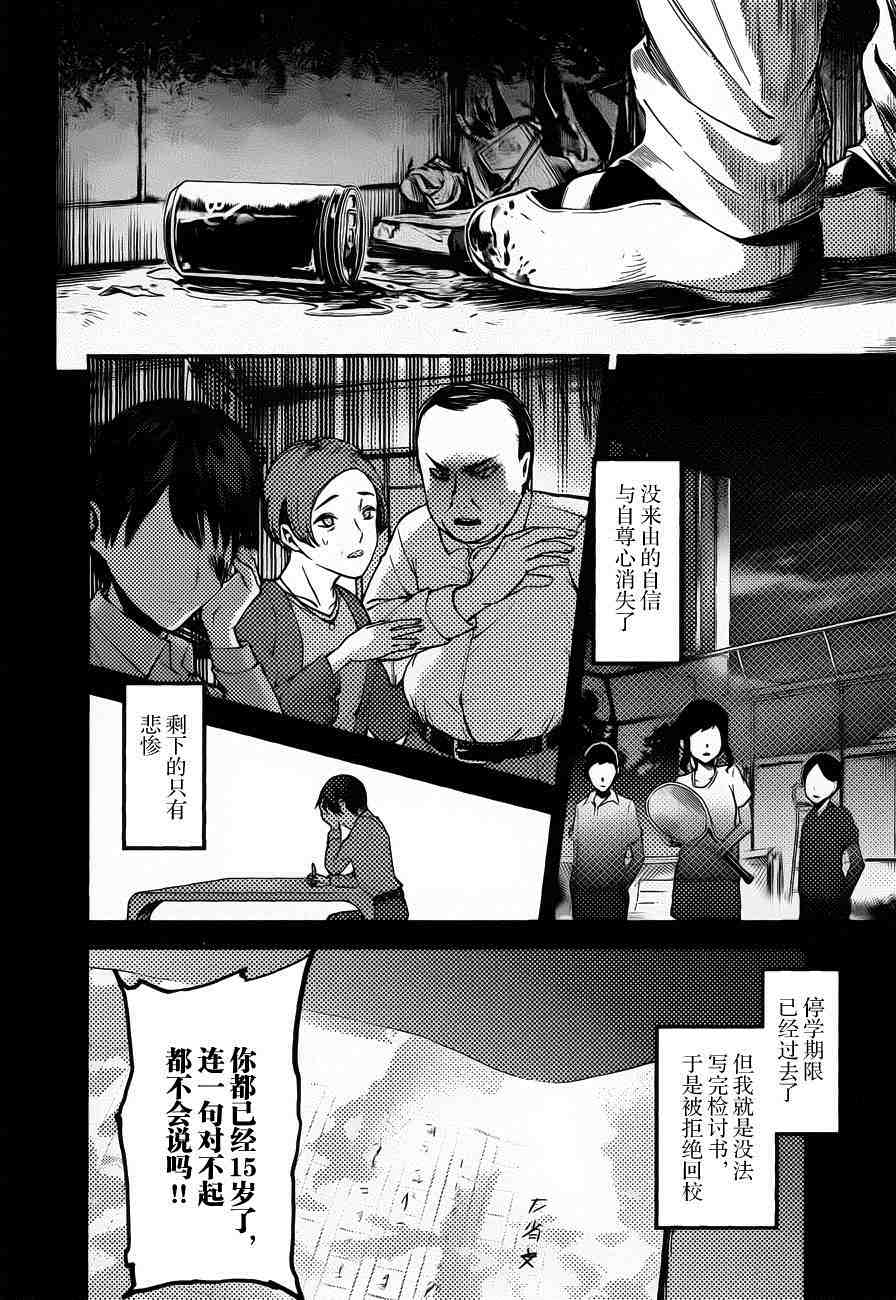 没来由的自信
与自尊心消失了
剩下的只有
悲惨
停学期限
已经过去了
但我就是没法
写完检讨书，
于是被拒绝回校
反省文
你都已经15岁了，
连一句对不起
都不会说吗!!